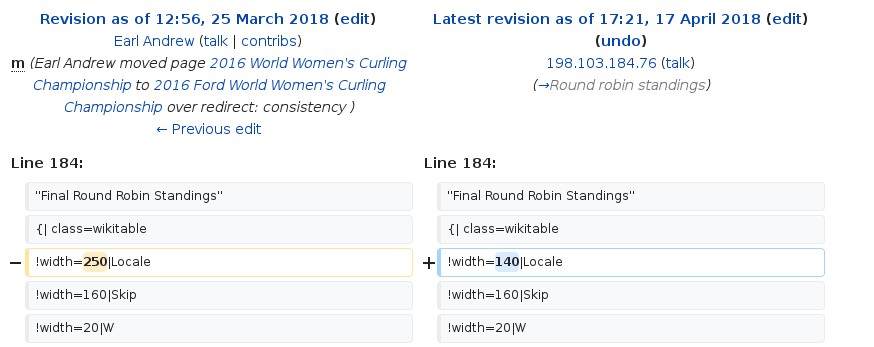 Revision as of 12:56, 25 March 2018 (edit)
Earl Andrew (talk | contribs)
m (Earl Andrew moved page 2016 World Women's Curling
Championship to 2016 Ford World Women's Curling
Championship over redirect: consistency )
← Previous edit
Latest revision as of 17:21, 17 April 2018 (edit)
(undo)
198.103.184.76 (talk)
(→Round robin standings)
Line 184:
Line 184:
"Final Round Robin Standings"
"Final Round Robin Standings"
{| class=wikitable
{| class=wikitable
− !width=250|Locale
+ !width=140|Locale
!width=160|Skip
!width=160|Skip
!width=20|W
!width=20|W